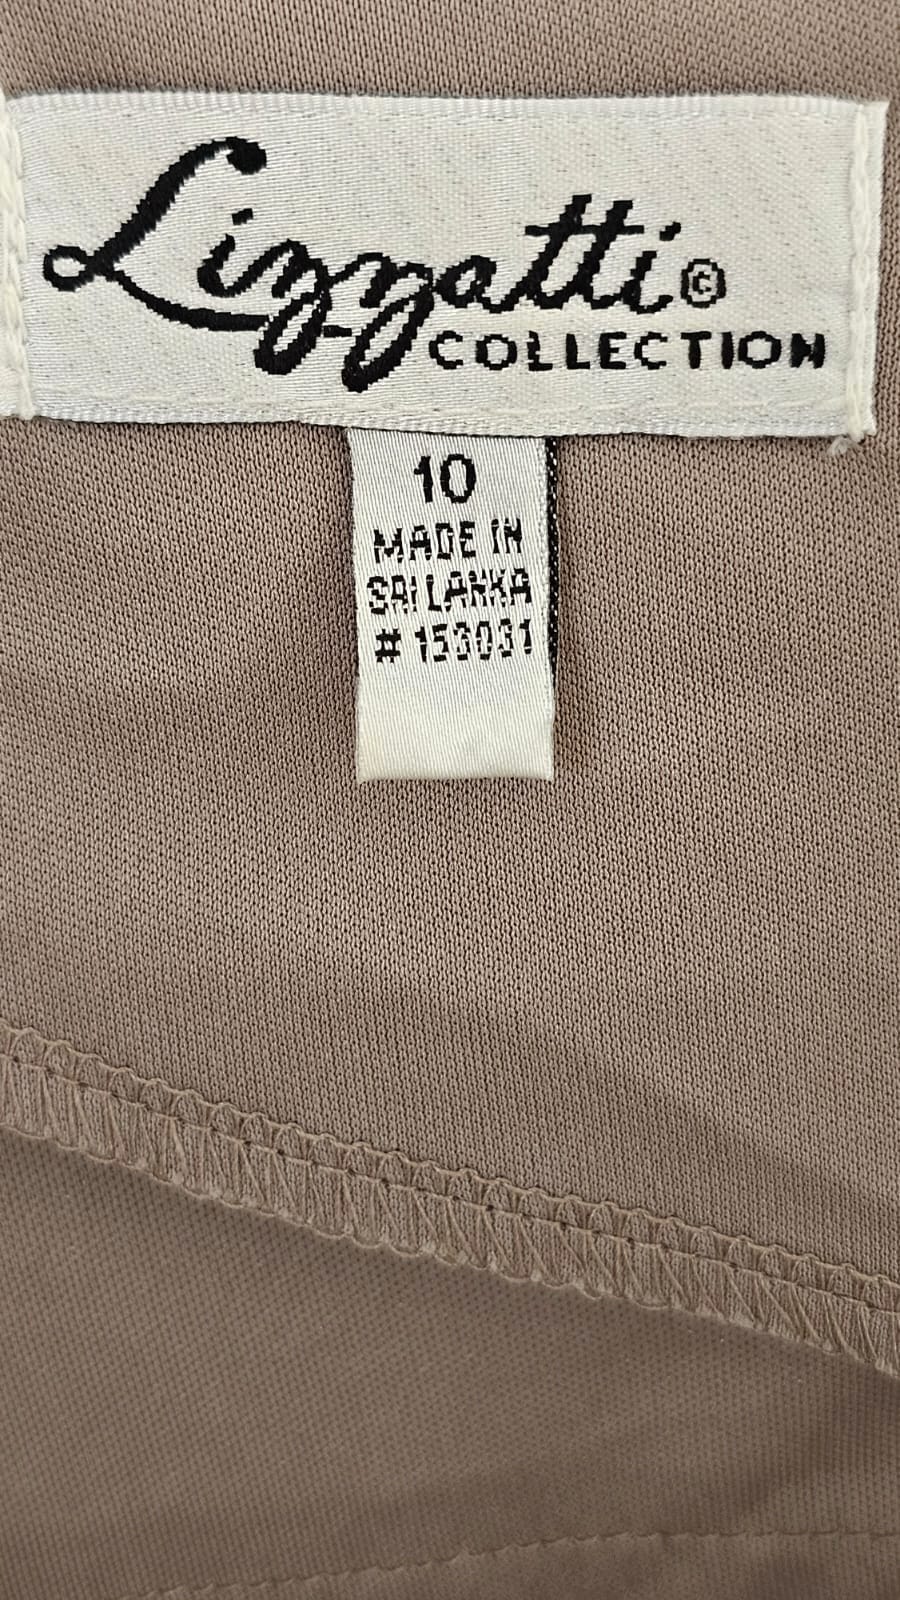 Lizzatti ©
COLLECTION
10
MADE IN
SRI LANKA
# 153031